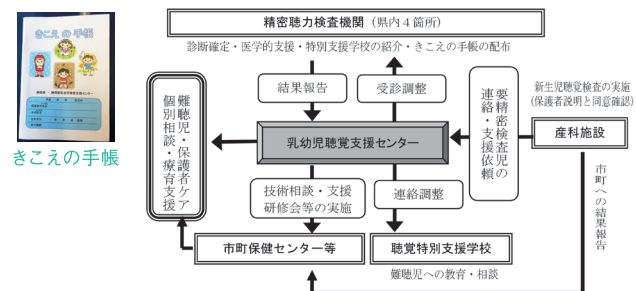 精密聴力検査機関（県内４箇所）
診断確定・医学的支援・特別支援学校の紹介・きこえの手帳の配布
きこえの手帳
きこえの手帳
結果報告
受診調整
新生児聴覚検査の実施
(保護者説明と同意確認)
産科施設
要精密検査児の
連絡・支援依頼
乳幼児聴覚支援センター
難聴児・保護者ケア
個別相談・療育支援
技術相談・支援
研修会等の実施
連絡調整
市町への結果報告
市町保健センター等
聴覚特別支援学校
難聴児への教育・相談